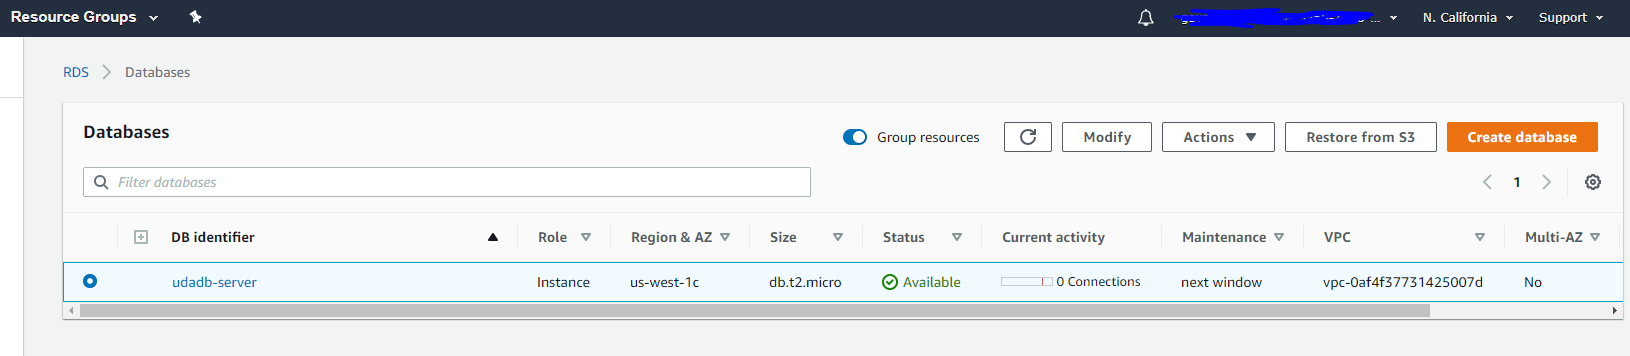 Resource Groups N. California Support
RDS Databases
Databases
Group resources Modify Actions Restore from S3 Create database
Filter databases
1
DB identifier Role Region & AZ Size Status Current activity Maintenance VPC Multi-AZ
udadb-server Instance us-west-1c db.t2.micro Available 0 Connections next window vpc-0af4f37731425007d No